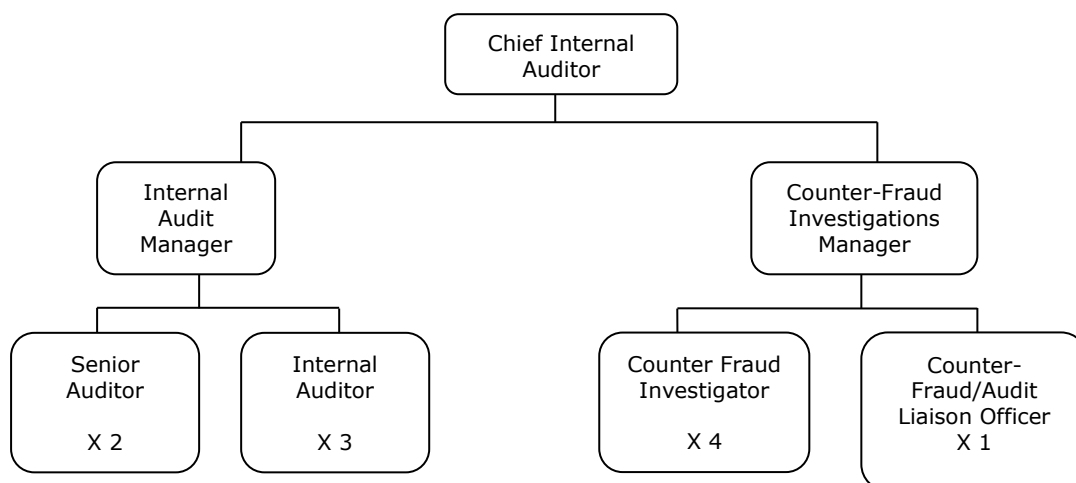 Chief Internal
Auditor
Internal
Audit
Manager
Counter-Fraud
Investigations
Manager
Senior
Auditor
X 2
Internal
Auditor
X 3
Counter Fraud
Investigator
X 4
Counter-
Fraud/Audit
Liaison Officer
X 1